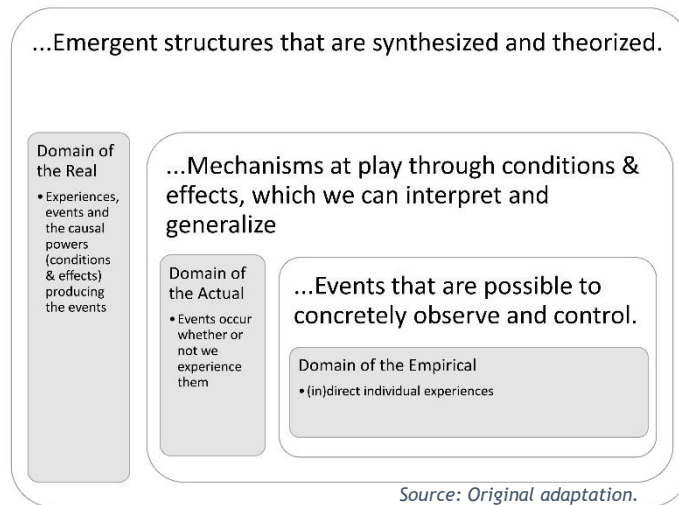 ...Emergent structures that are synthesized and theorized.
Domain of
the Real
• Experiences,
events and
the causal
powers
(conditions
& effects)
producing
the events
...Mechanisms at play through conditions &
effects, which we can interpret and
generalize
Domain of
the Actual
• Events occur
whether or
not we
experience
them
...Events that are possible to
concretely observe and control.
Domain of the Empirical
• (in)direct individual experiences
Source: Original adaptation.